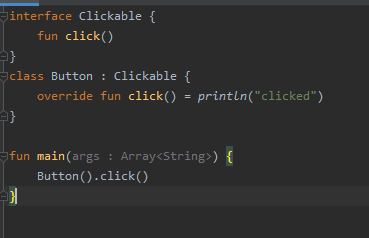 interface Clickable {
    fun click()
}
class Button : Clickable {
    override fun click() = println("clicked")
}
fun main(args : Array<String>) {
    Button().click()
}